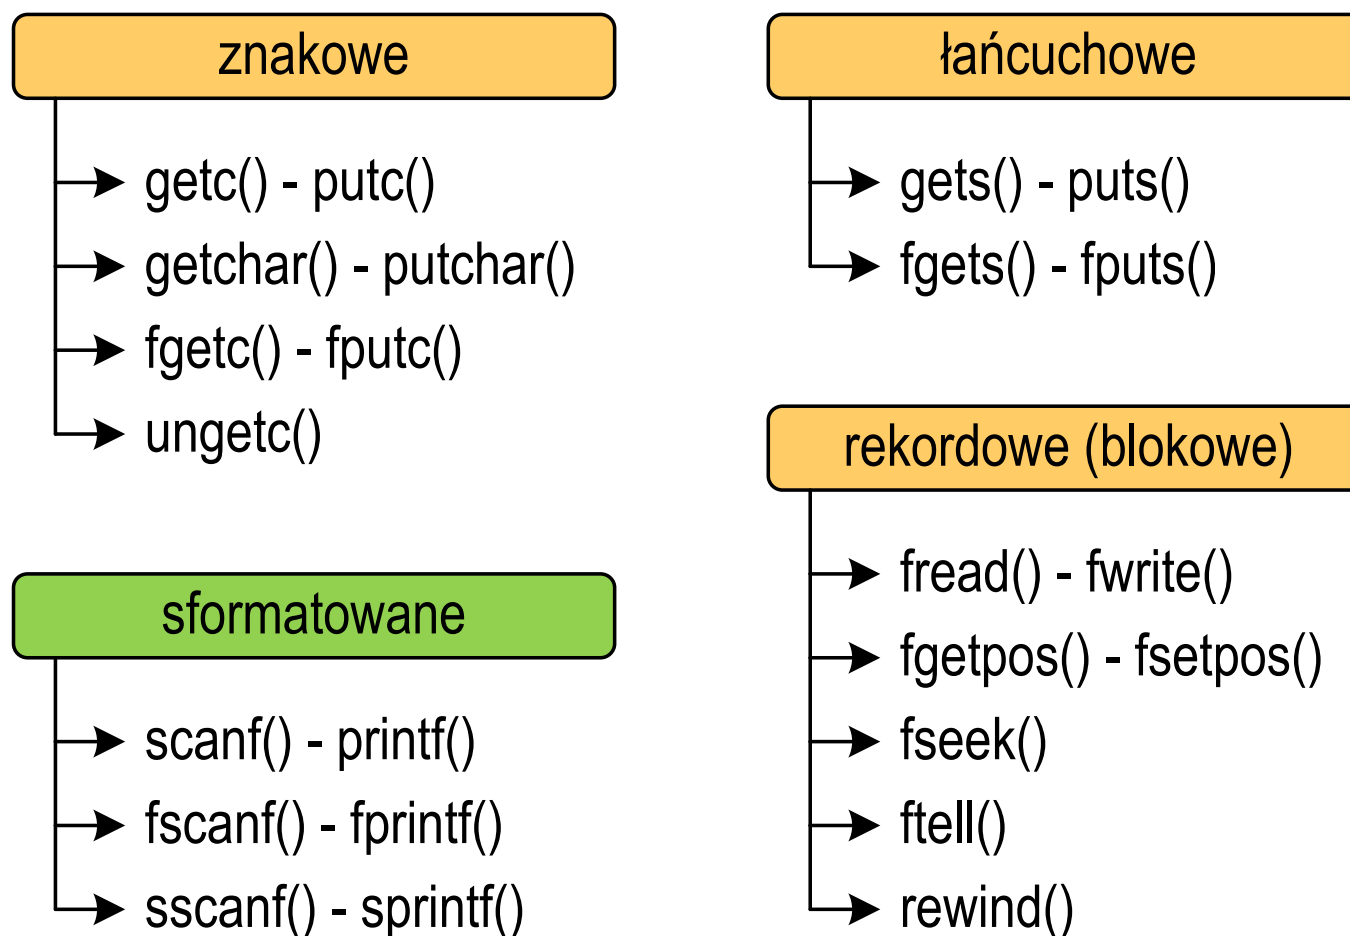 znakowe
getc() - putc()
getchar() - putchar()
fgetc() - fputc()
ungetc()
sformatowane
scanf() - printf()
fscanf() - fprintf()
sscanf() - sprintf()
łańcuchowe
gets() - puts()
fgets() - fputs()
rekordowe (blokowe)
fread() - fwrite()
fgetpos() - fsetpos()
fseek()
ftell()
rewind()